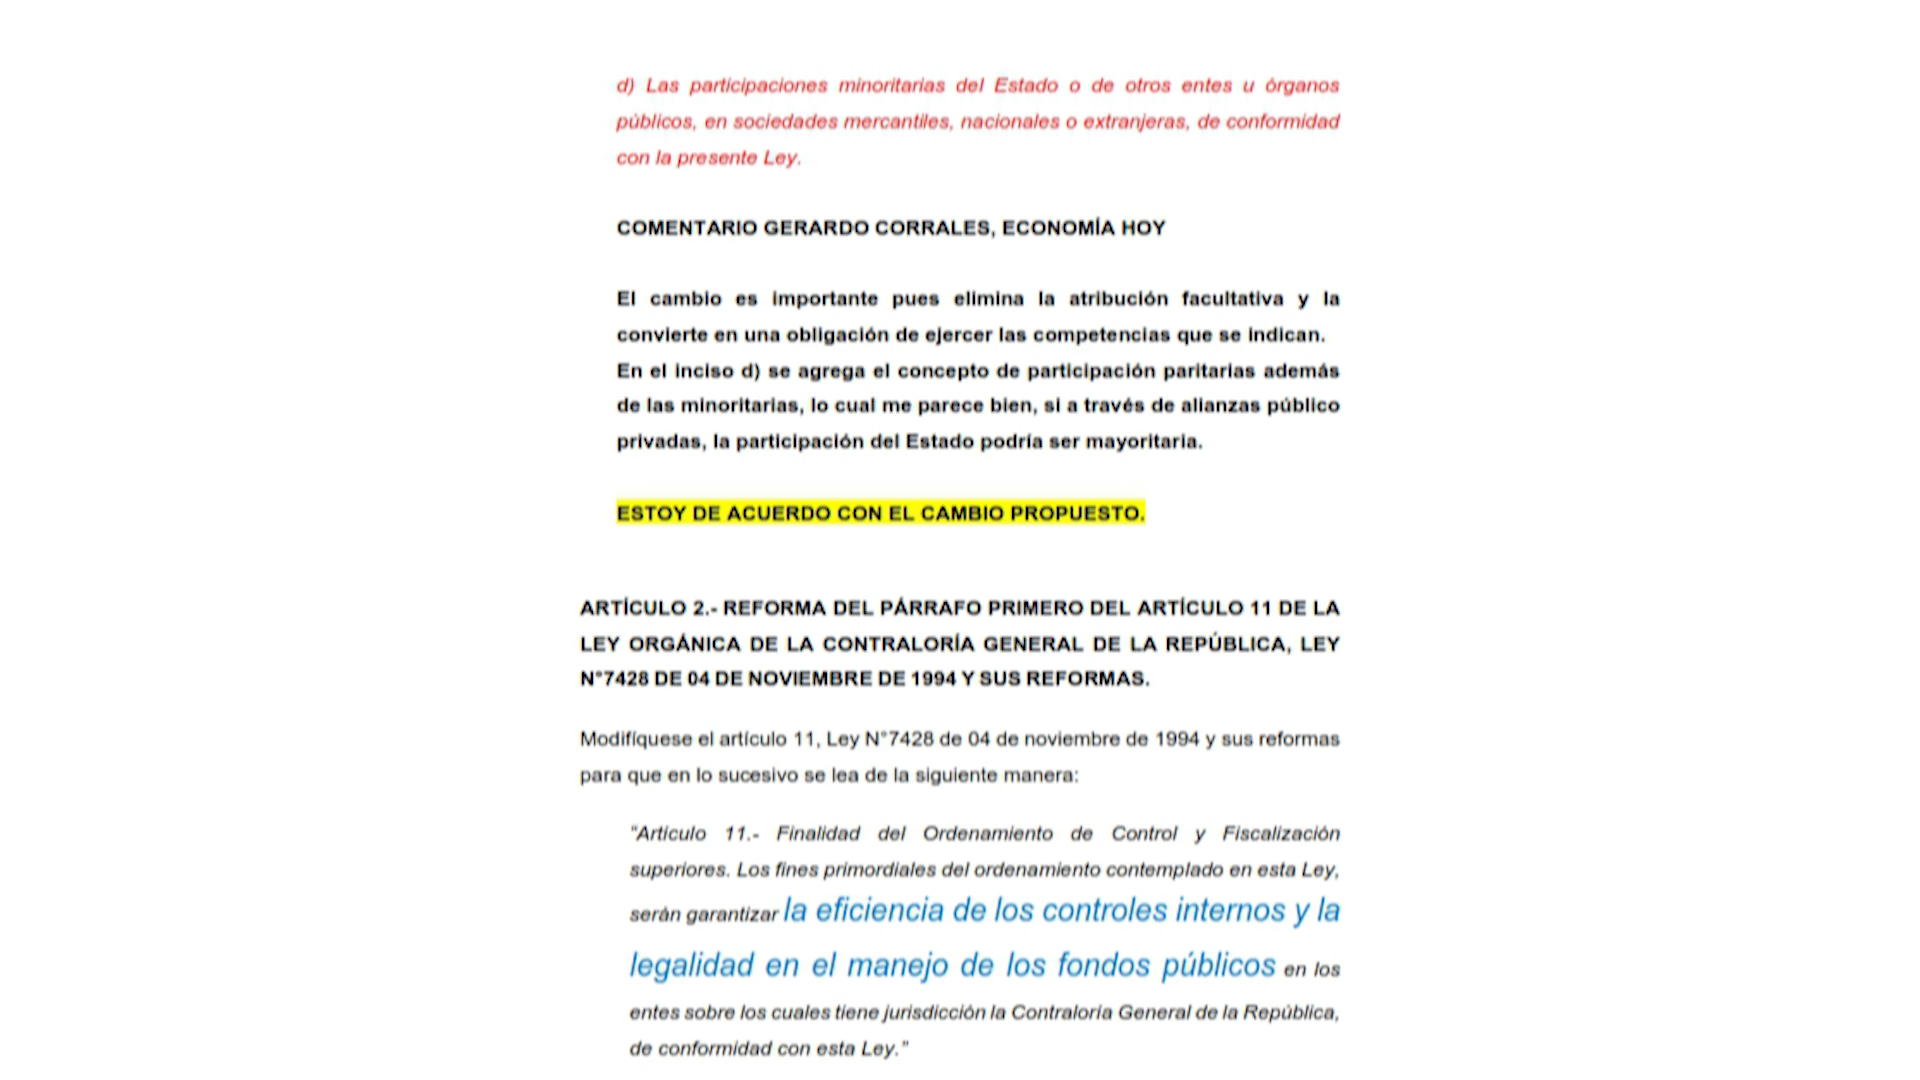 d) Las participaciones minoritarias del Estado o de otros entes u órganos
públicos, en sociedades mercantiles, nacionales o extranjeras, de conformidad
con la presente Ley.
COMENTARIO GERARDO CORRALES, ECONOMÍA HOY
El cambio es importante pues elimina la atribución facultativa y la
convierte en una obligación de ejercer las competencias que se indican.
En el inciso d) se agrega el concepto de participación paritarias además
de las minoritarias, lo cual me parece bien, si a través de alianzas público
privadas, la participación del Estado podría ser mayoritaria.
ESTOY DE ACUERDO CON EL CAMBIO PROPUESTO.
ARTÍCULO 2.- REFORMA DEL PÁRRAFO PRIMERO DEL ARTÍCULO 11 DE LA
LEY ORGÁNICA DE LA CONTRALORÍA GENERAL DE LA REPÚBLICA, LEY
N°7428 DE 04 DE NOVIEMBRE DE 1994 Y SUS REFORMAS.
Modifíquese el artículo 11, Ley N°7428 de 04 de noviembre de 1994 y sus reformas
para que en lo sucesivo se lea de la siguiente manera:
"Artículo 11.- Finalidad del Ordenamiento de Control y Fiscalización
superiores. Los fines primordiales del ordenamiento contemplado en esta Ley,
serán garantizar la eficiencia de los controles internos y la
legalidad en el manejo de los fondos públicos en los
entes sobre los cuales tiene jurisdicción la Contraloría General de la República,
de conformidad con esta Ley."